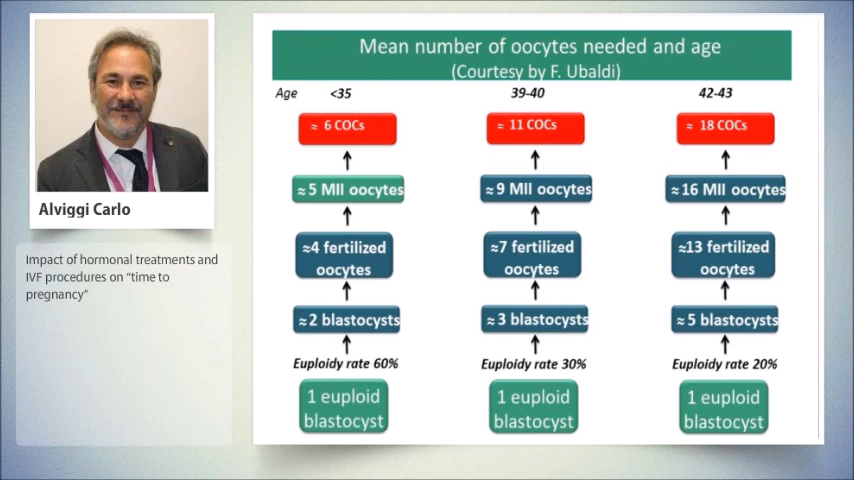 Mean number of oocytes needed and age
(Courtesy by F. Ubaldi)
Age <35 39-40 42-43
≈ 6 COCs ≈ 11 COCs ≈ 18 COCs
≈5 MII oocytes ≈9 MII oocytes ≈16 MII oocytes
≈4 fertilized oocytes
≈7 fertilized oocytes
≈13 fertilized oocytes
≈2 blastocysts ≈3 blastocysts ≈5 blastocysts
Euploidy rate 60% Euploidy rate 30% Euploidy rate 20%
1 euploid blastocyst
1 euploid blastocyst
1 euploid blastocyst
Alviggi Carlo
Impact of hormonal treatments and
IVF procedures on “time to
pregnancy”